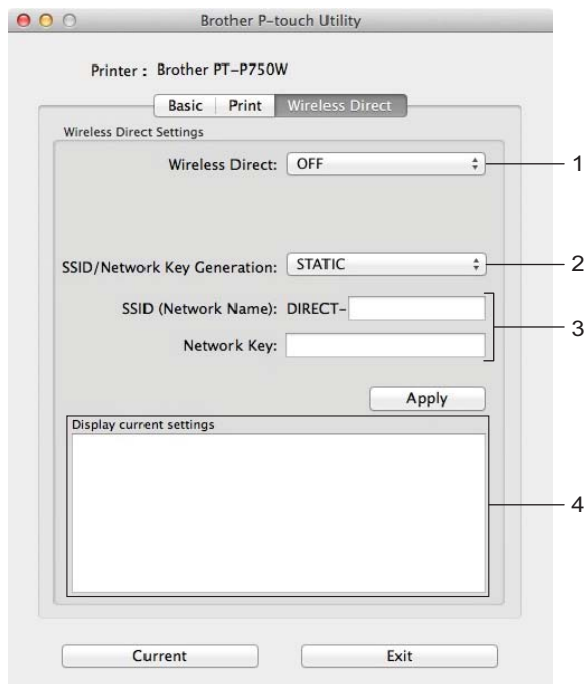 Brother P-touch Utility
Printer : Brother PT-P750W
Basic Print Wireless Direct
Wireless Direct Settings
Wireless Direct: OFF 1
SSID/Network Key Generation: STATIC 2
SSID (Network Name): DIRECT-
3
Network Key:
Apply
Display current settings
4
Current Exit